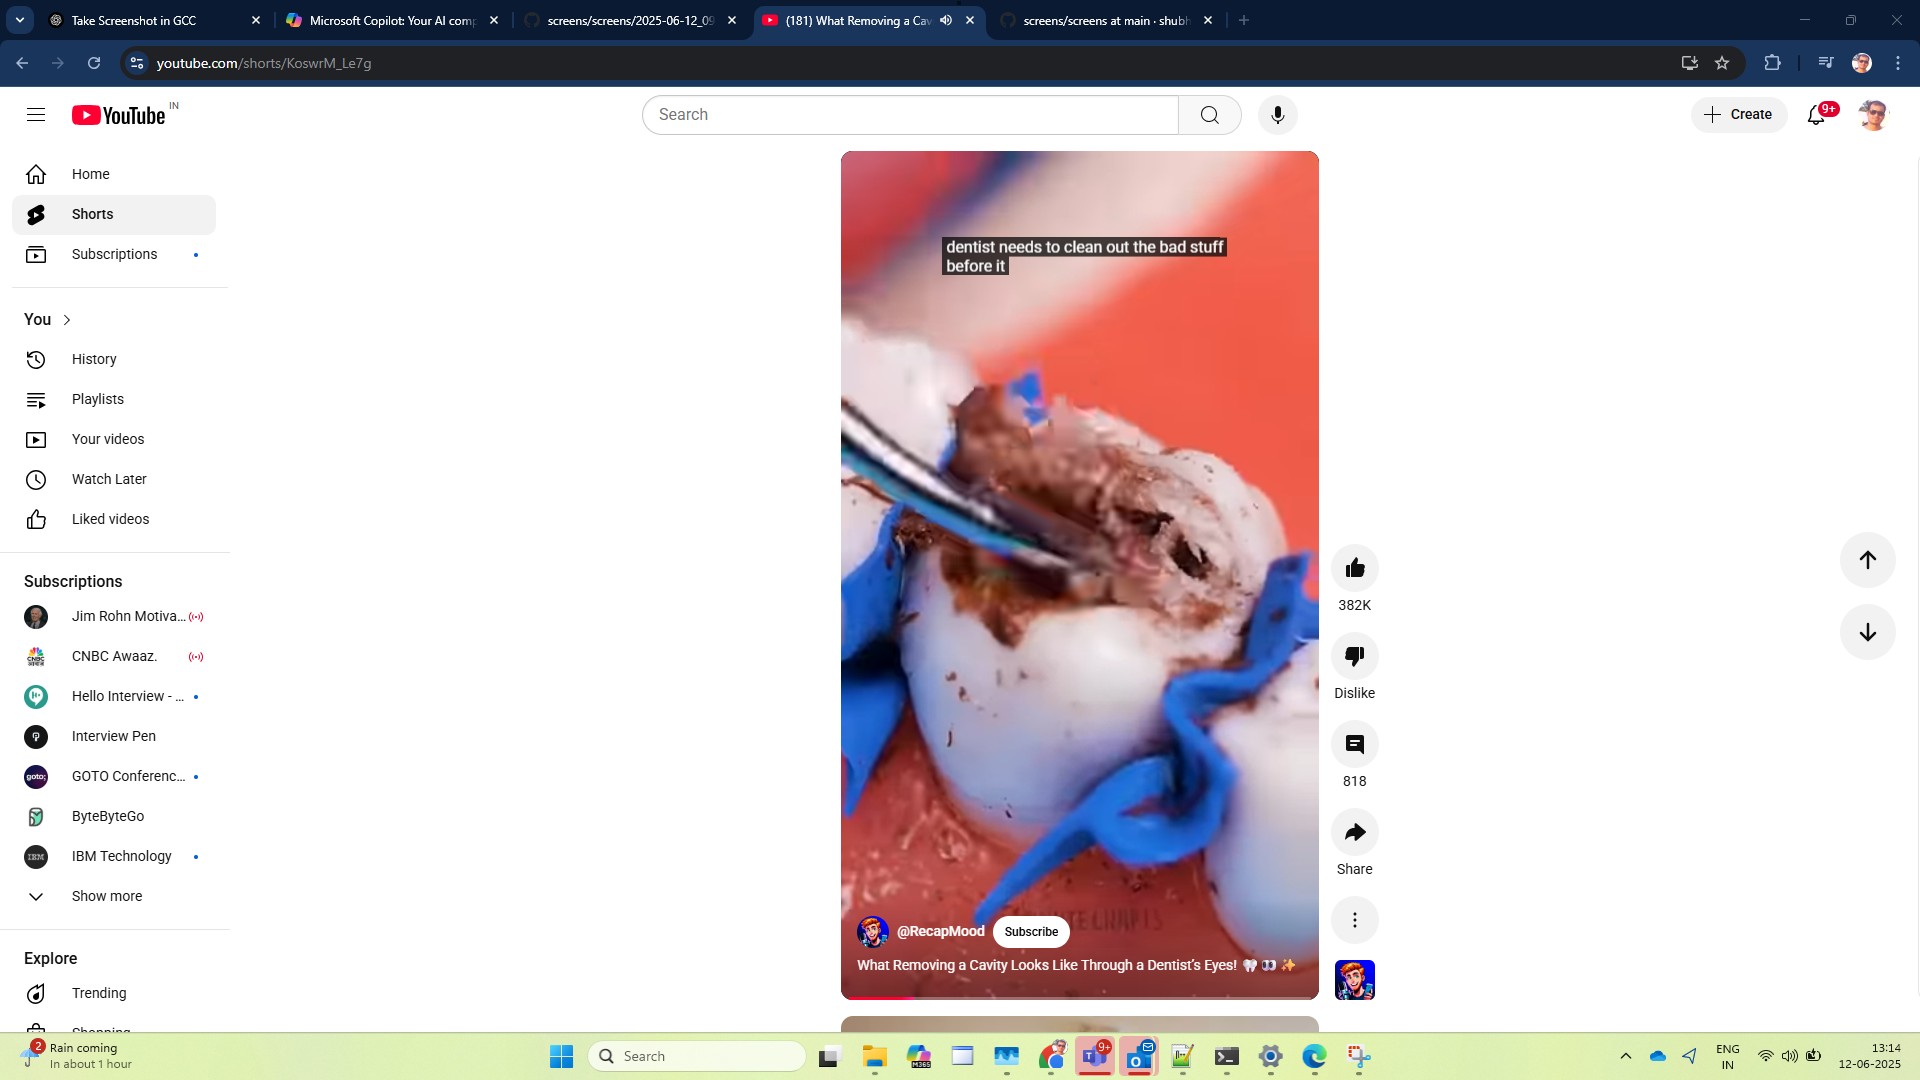 Take Screenshot in GCC
Microsoft Copilot: Your AI comp
screens/screens/2025-06-12_09
(181) What Removing a Cav
screens/screens at main · shubh
youtube.com/shorts/KoswrM_Le7g
YouTube
IN
Search
Create
9+
Home
Shorts
Subscriptions
You
History
Playlists
Your videos
Watch Later
Liked videos
Subscriptions
Jim Rohn Motiva...
CNBC Awaaz.
Hello Interview - ...
Interview Pen
goto;
GOTO Conferenc...
ByteByteGo
IBM
IBM Technology
Show more
Explore
Trending
Shopping
dentist needs to clean out the bad stuff
before it
@RecapMood
Subscribe
What Removing a Cavity Looks Like Through a Dentist’s Eyes! 🦷 👀 ✨
382K
Dislike
818
Share
2
Rain coming
In about 1 hour
Search
M365
9+
ENG
IN
13:14
12-06-2025